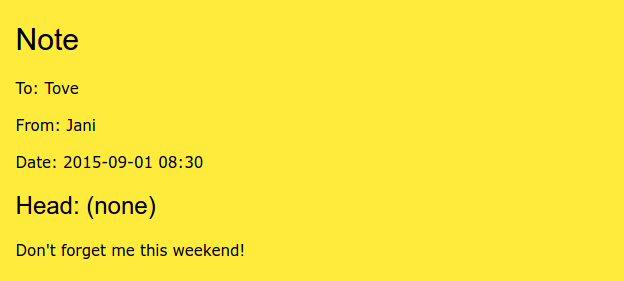 Note
To: Tove
From: Jani
Date: 2015-09-01 08:30
Head: (none)
Don't forget me this weekend!